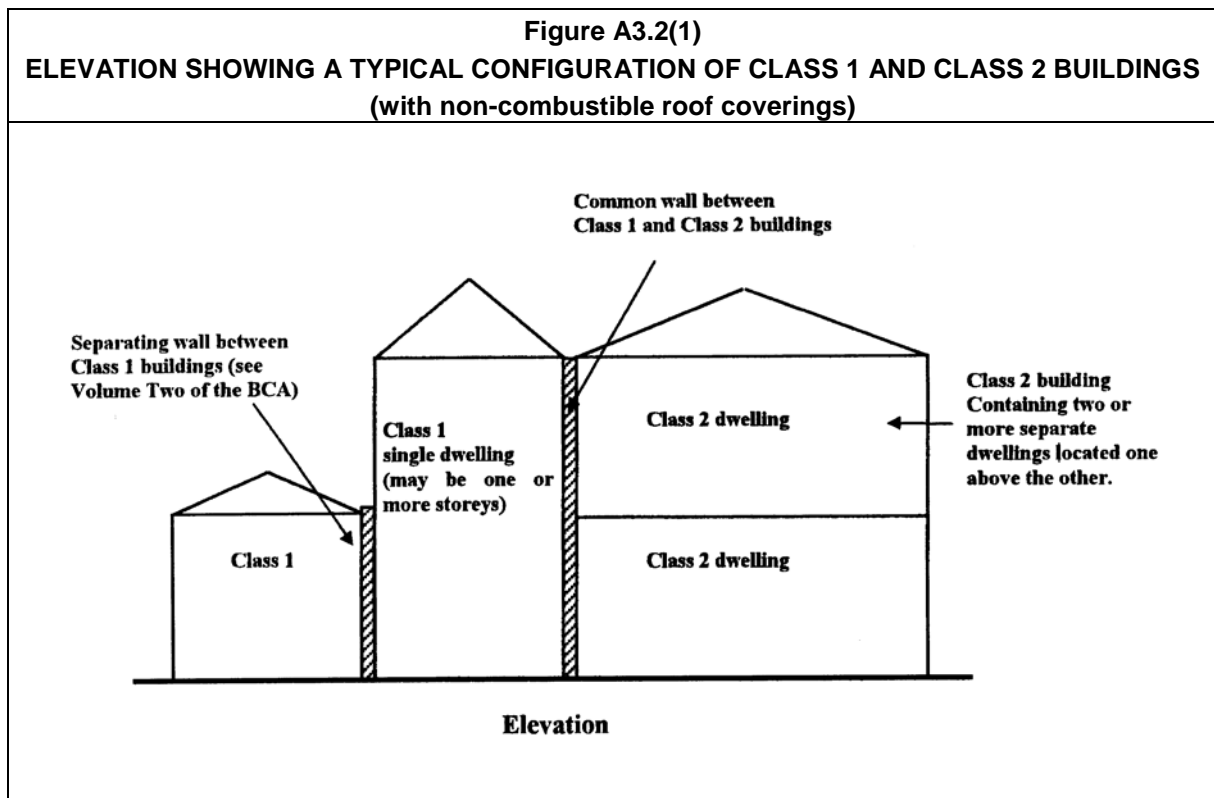 Figure A3.2(1)
ELEVATION SHOWING A TYPICAL CONFIGURATION OF CLASS 1 AND CLASS 2 BUILDINGS
(with non-combustible roof coverings)
Common wall between
Class 1 and Class 2 buildings
Separating wall between
Class 1 buildings (see
Volume Two of the BCA)
Class 1
single dwelling
(may be one or
more storeys)
Class 2 dwelling
Class 2 building
Containing two or
more separate
dwellings located one
above the other.
Class 1
Class 2 dwelling
Elevation